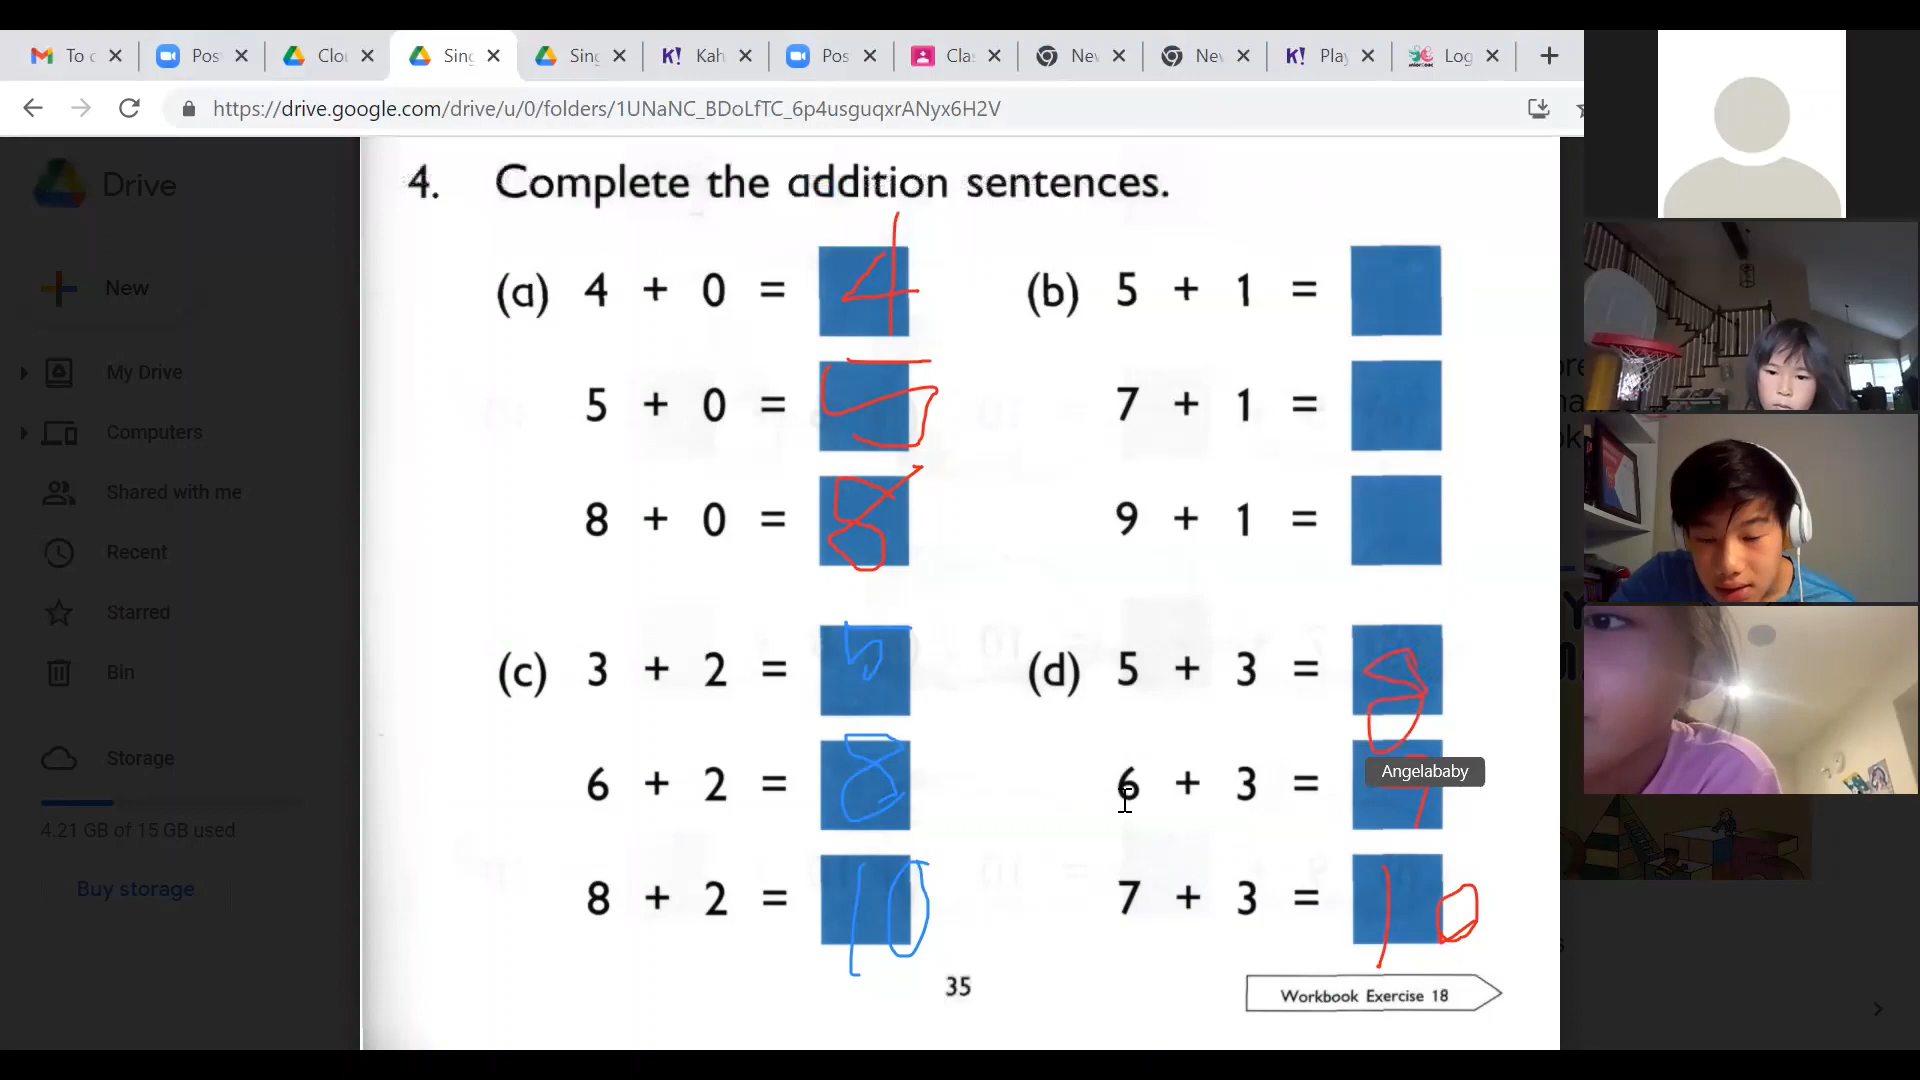 To c
Pos
Clou
Sing
Sing
K! Kah
Pos
Clas
Nev
Nev
K! Play
Log
https://drive.google.com/drive/u/0/folders/1UNaNC_BDoLfTC_6p4usguqxrANyx6H2V
Drive
New
My Drive
Computers
Shared with me
Recent
Starred
Bin
Storage
4.21 GB of 15 GB used
Buy storage
4. Complete the addition sentences.
(a) 4 + 0 = 4
5 + 0 = 5
8 + 0 = 8
(b) 5 + 1 =
7 + 1 =
9 + 1 =
(c) 3 + 2 = 5
6 + 2 = 8
8 + 2 = 10
(d) 5 + 3 = 8
6 + 3 =
7 + 3 = 10
Angelababy
35
Workbook Exercise 18